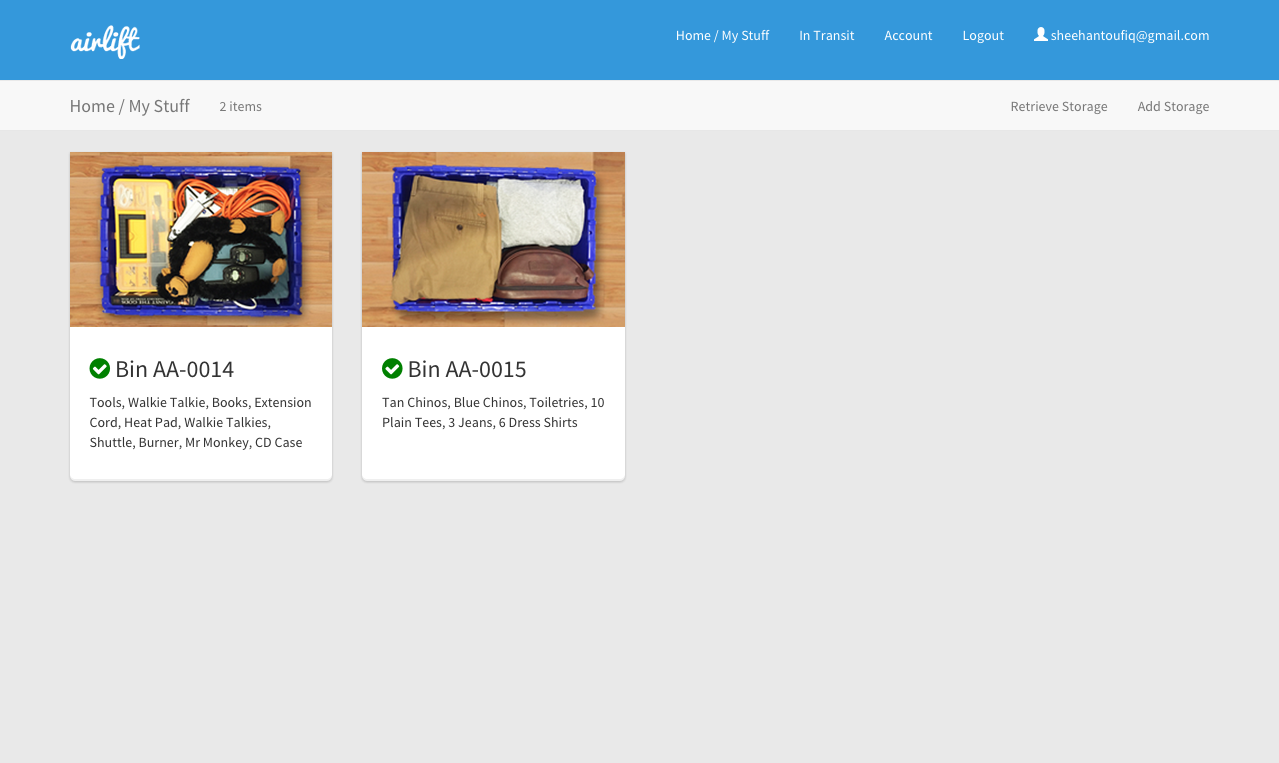 airlift
Home / My Stuff
In Transit
Account
Logout
sheehantoufiq@gmail.com
Home / My Stuff
2 items
Retrieve Storage
Add Storage
Bin AA-0014
Tools, Walkie Talkie, Books, Extension
Cord, Heat Pad, Walkie Talkies,
Shuttle, Burner, Mr Monkey, CD Case
Bin AA-0015
Tan Chinos, Blue Chinos, Toiletries, 10
Plain Tees, 3 Jeans, 6 Dress Shirts